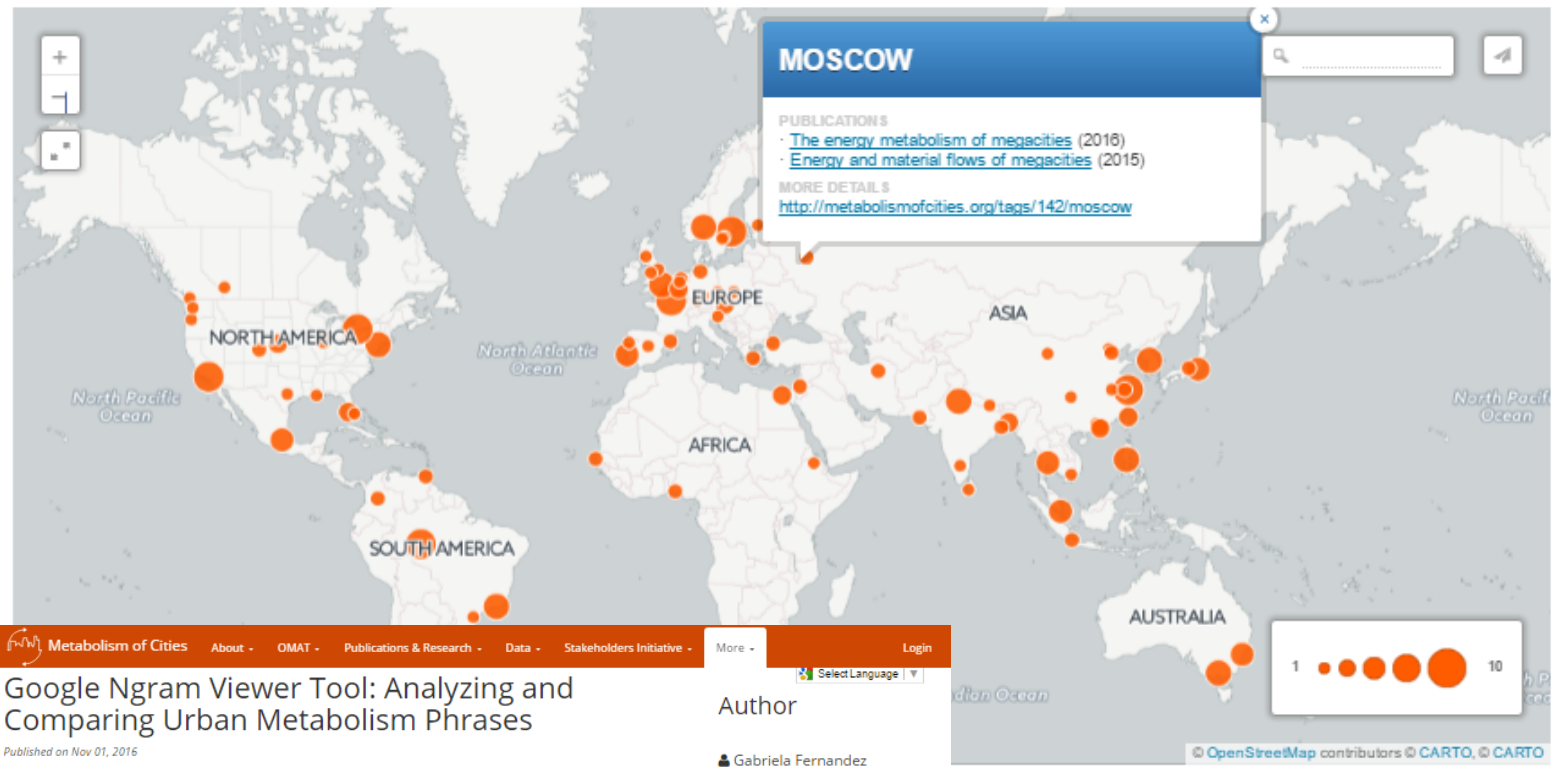 MOSCOW
PUBLICATIONS
· The energy metabolism of megacities (2016)
· Energy and material flows of megacities (2015)
MORE DETAILS
http://metabolismofcities.org/tags/142/moscow
EUROPE
ASIA
NORTH AMERICA
North Atlantic
Ocean
North Pacific
Ocean
North Pacifi
Ocean
AFRICA
SOUTH AMERICA
AUSTRALIA
1
10
dian Ocean
Metabolism of Cities
About
OMAT
Publications & Research
Data
Stakeholders Initiative
More
Login
Select Language
Google Ngram Viewer Tool: Analyzing and
Comparing Urban Metabolism Phrases
Published on Nov 01, 2016
Author
Gabriela Fernandez
© OpenStreetMap contributors © CARTO, © CARTO